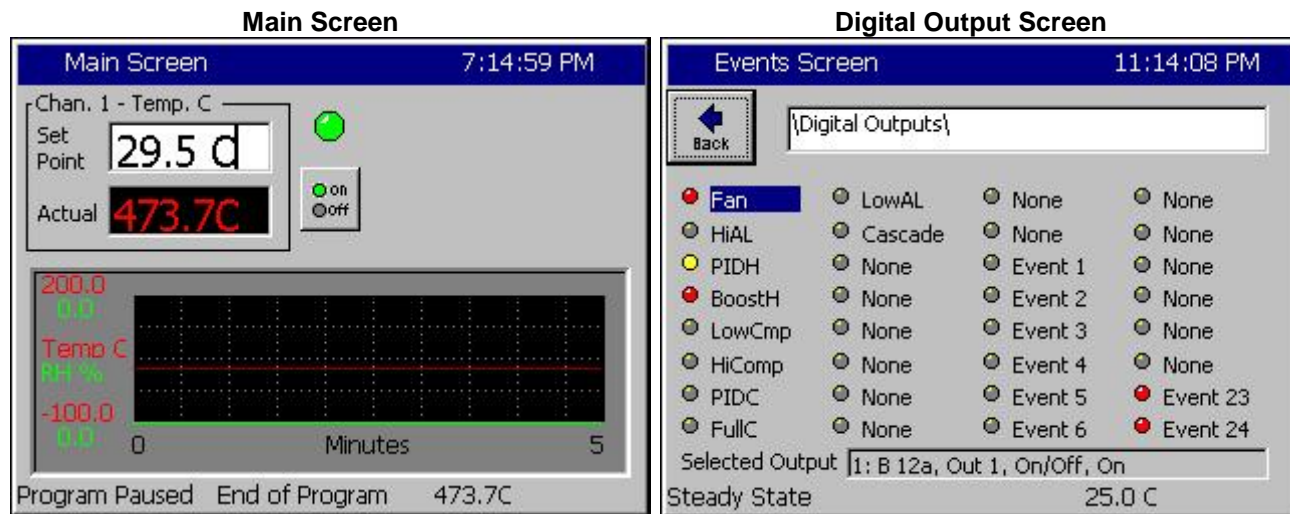 Main Screen
Main Screen 7:14:59 PM
Chan. 1 - Temp. C
Set Point 29.5 C
Actual 473.7C
on
off
200.0
0.0
Temp C
RH %
-100.0
0.0
0 Minutes 5
Program Paused End of Program 473.7C
Digital Output Screen
Events Screen 11:14:08 PM
Back \Digital Outputs\
Fan LowAL None None
HiAL Cascade None None
PIDH None Event 1 None
BoostH None Event 2 None
LowCmp None Event 3 None
HiComp None Event 4 None
PIDC None Event 5 Event 23
FullC None Event 6 Event 24
Selected Output 1: B 12a, Out 1, On/Off, On
Steady State 25.0 C